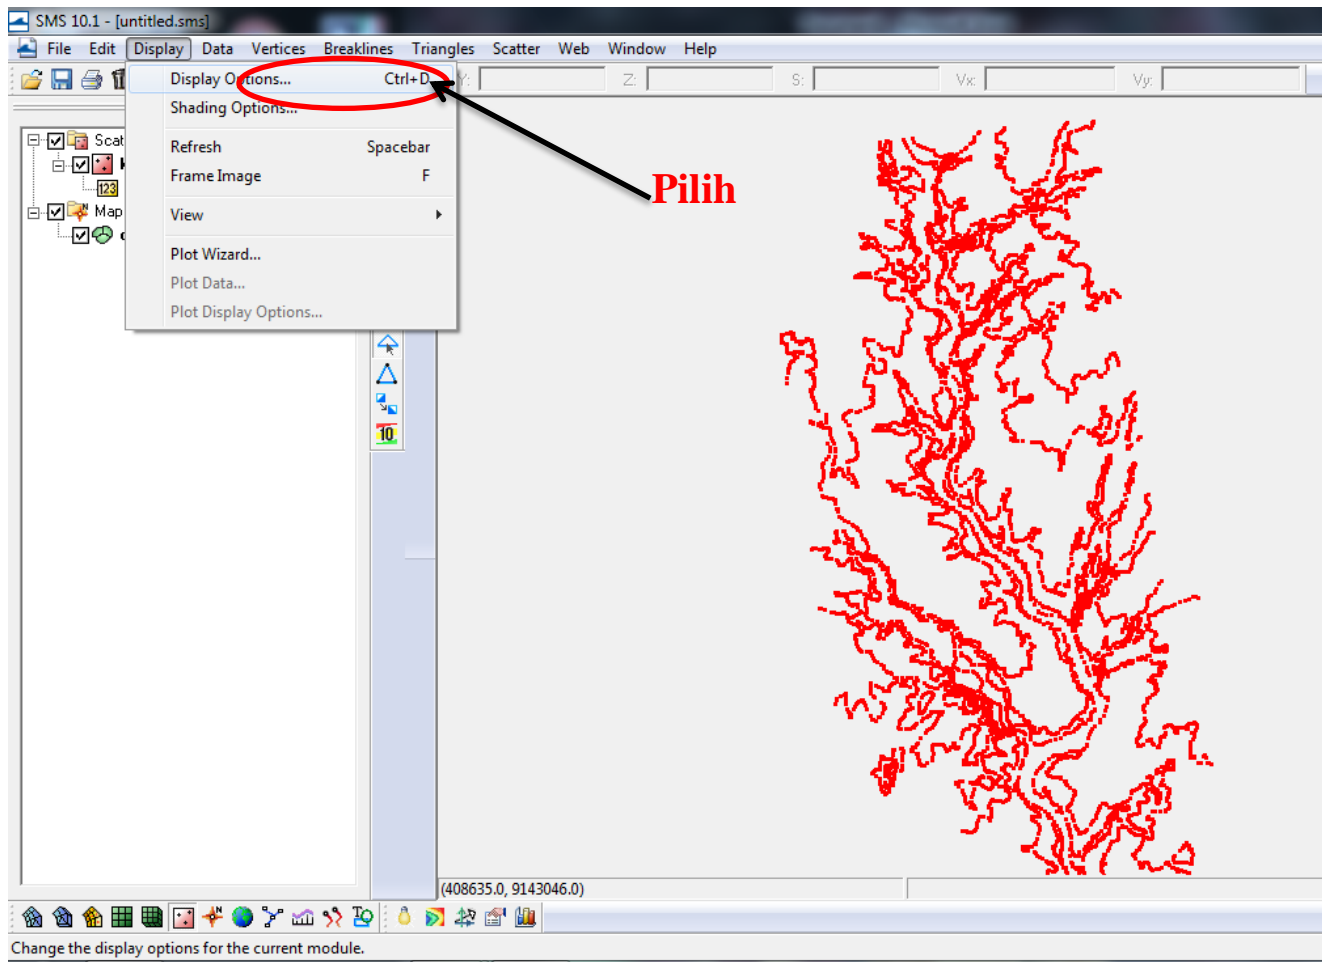 SMS 10.1 - [untitled.sms]
File Edit Display Data Vertices Breaklines Triangles Scatter Web Window Help
Y: Z: S: Vx: Vy:
Display Options... Ctrl+D
Shading Options...
Refresh Spacebar
Frame Image F
View
Plot Wizard...
Plot Data...
Plot Display Options...
Scat
123
Map
Pilih
10
(408635.0, 9143046.0)
Change the display options for the current module.